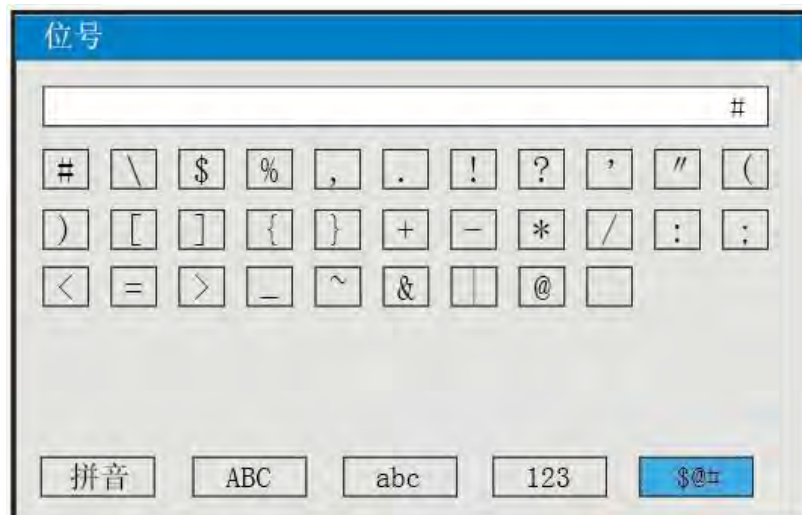 位号
#
# \ $ % , . ! ? ’ " (
) [ ] { } + - * / : ;
< = > _ ~ & | @
拼音 ABC abc 123 $@#